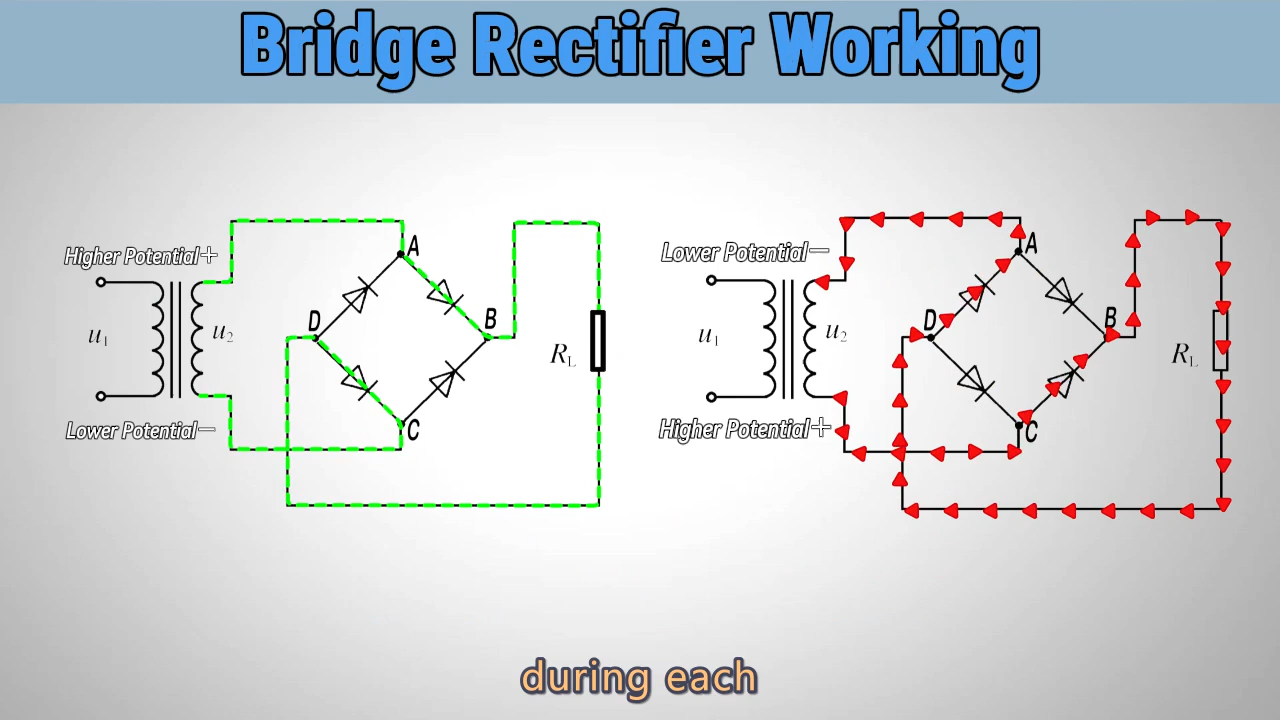 Bridge Rectifier Working
Higher Potential+
A
D
B
u1
u2
RL
Lower Potential−
C
Lower Potential−
A
D
B
u1
u2
RL
Higher Potential+
C
during each